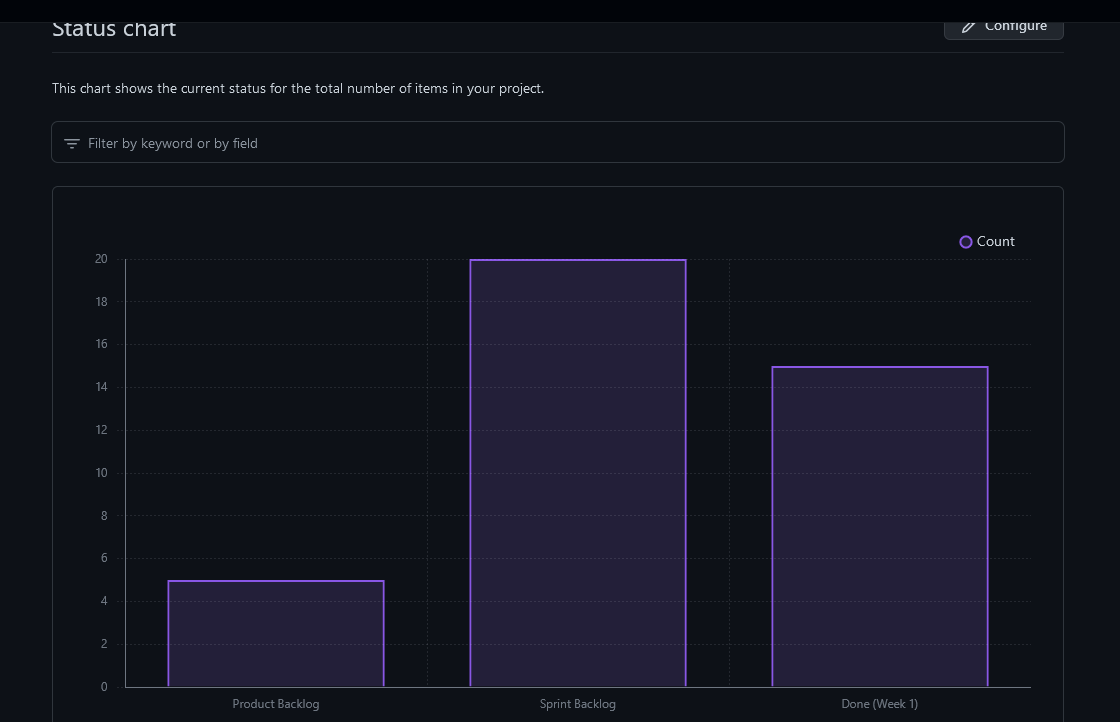 Status chart
Configure
This chart shows the current status for the total number of items in your project.
Filter by keyword or by field
Count
20
18
16
14
12
10
8
6
4
2
0
Product Backlog
Sprint Backlog
Done (Week 1)